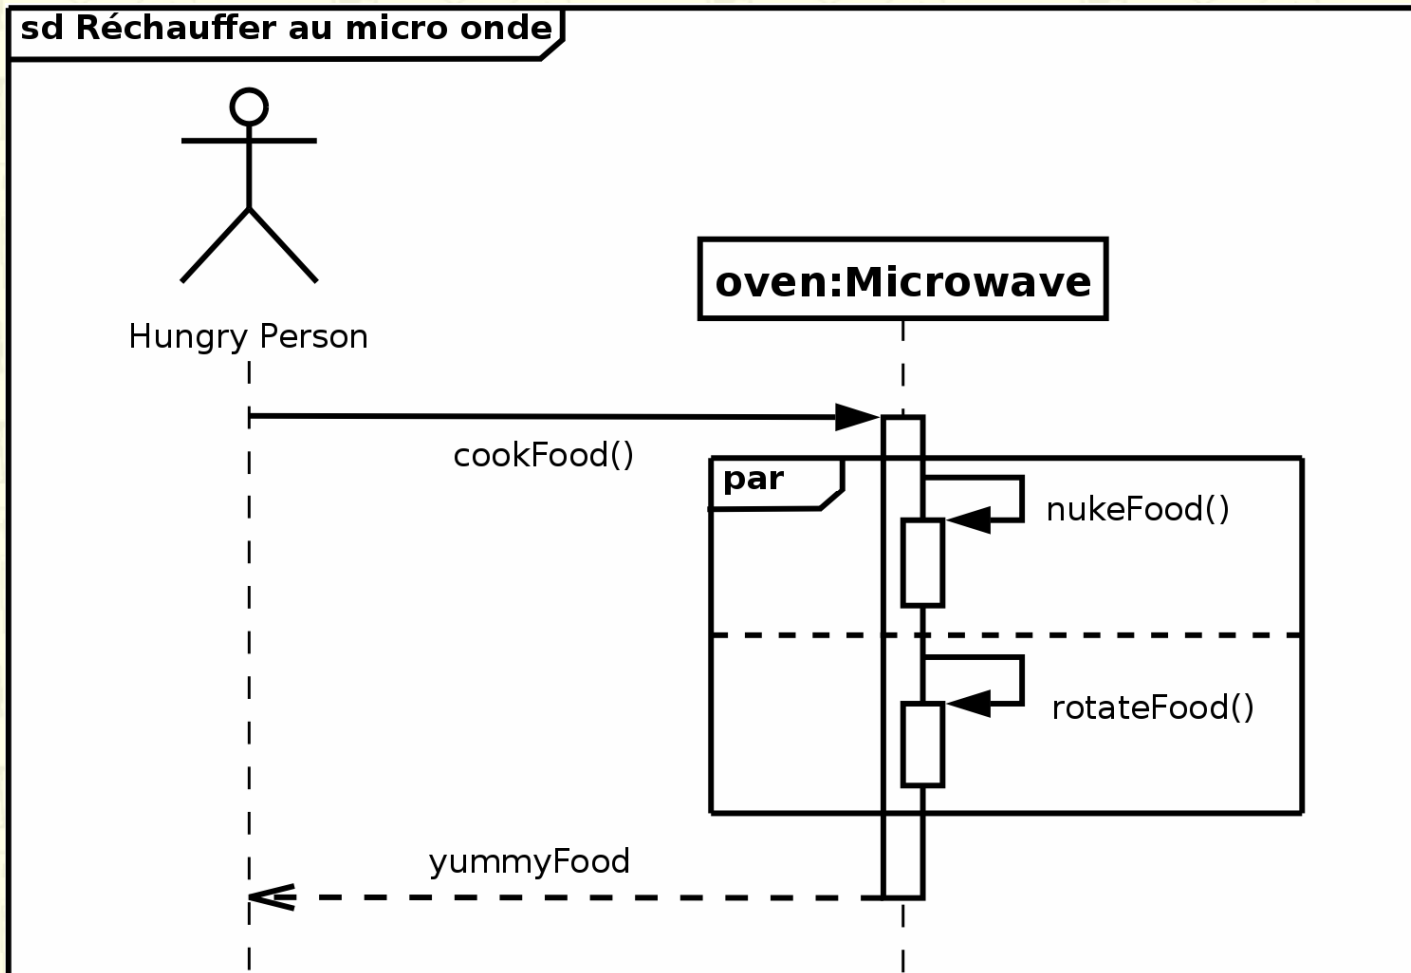 sd Réchauffer au micro onde
Hungry Person
oven:Microwave
cookFood()
par
nukeFood()
rotateFood()
yummyFood